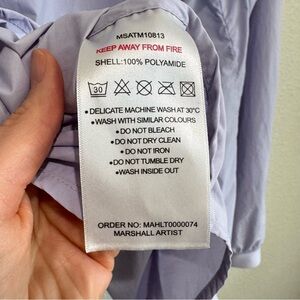 MSATM10813
KEEP AWAY FROM FIRE
SHELL:100% POLYAMIDE
30
•DELICATE MACHINE WASH AT 30°C
•WASH WITH SIMILAR COLOURS
•DO NOT BLEACH
•DO NOT DRY CLEAN
•DO NOT IRON
•DO NOT TUMBLE DRY
•WASH INSIDE OUT
ORDER NO: MAHLT0000074
MARSHALL ARTIST